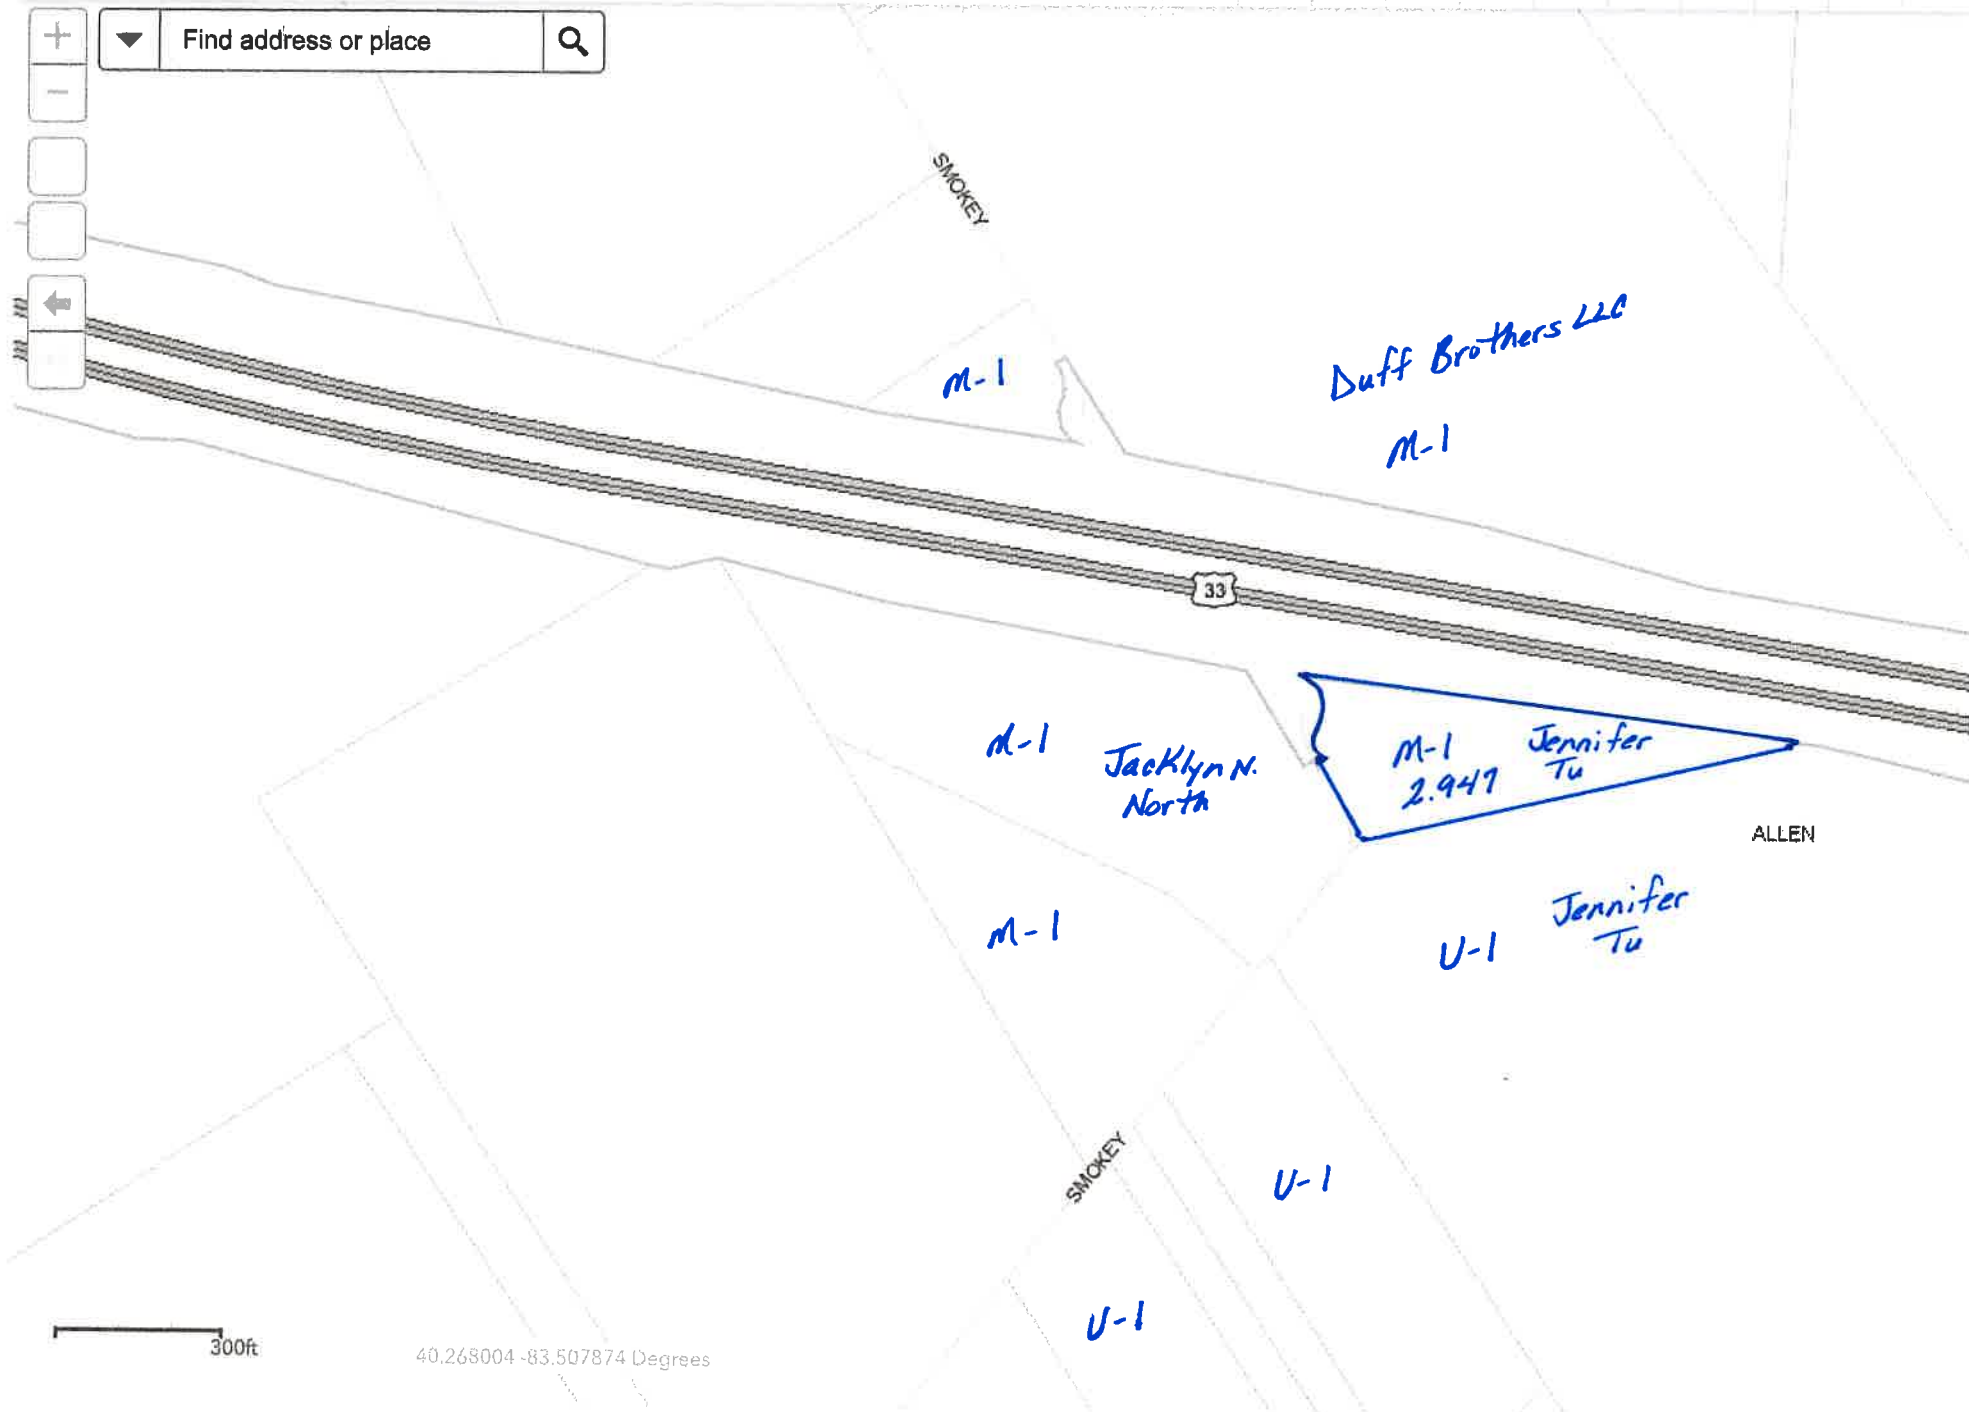 Find address or place
SMOKEY
Duff Brothers LLC
M-1
M-1
33
M-1
Jacklyn N.
North
M-1
2.947
Jennifer
Tu
ALLEN
M-1
U-1
Jennifer
Tu
SMOKEY
U-1
U-1
300ft
40.268004 -83.507874 Degrees